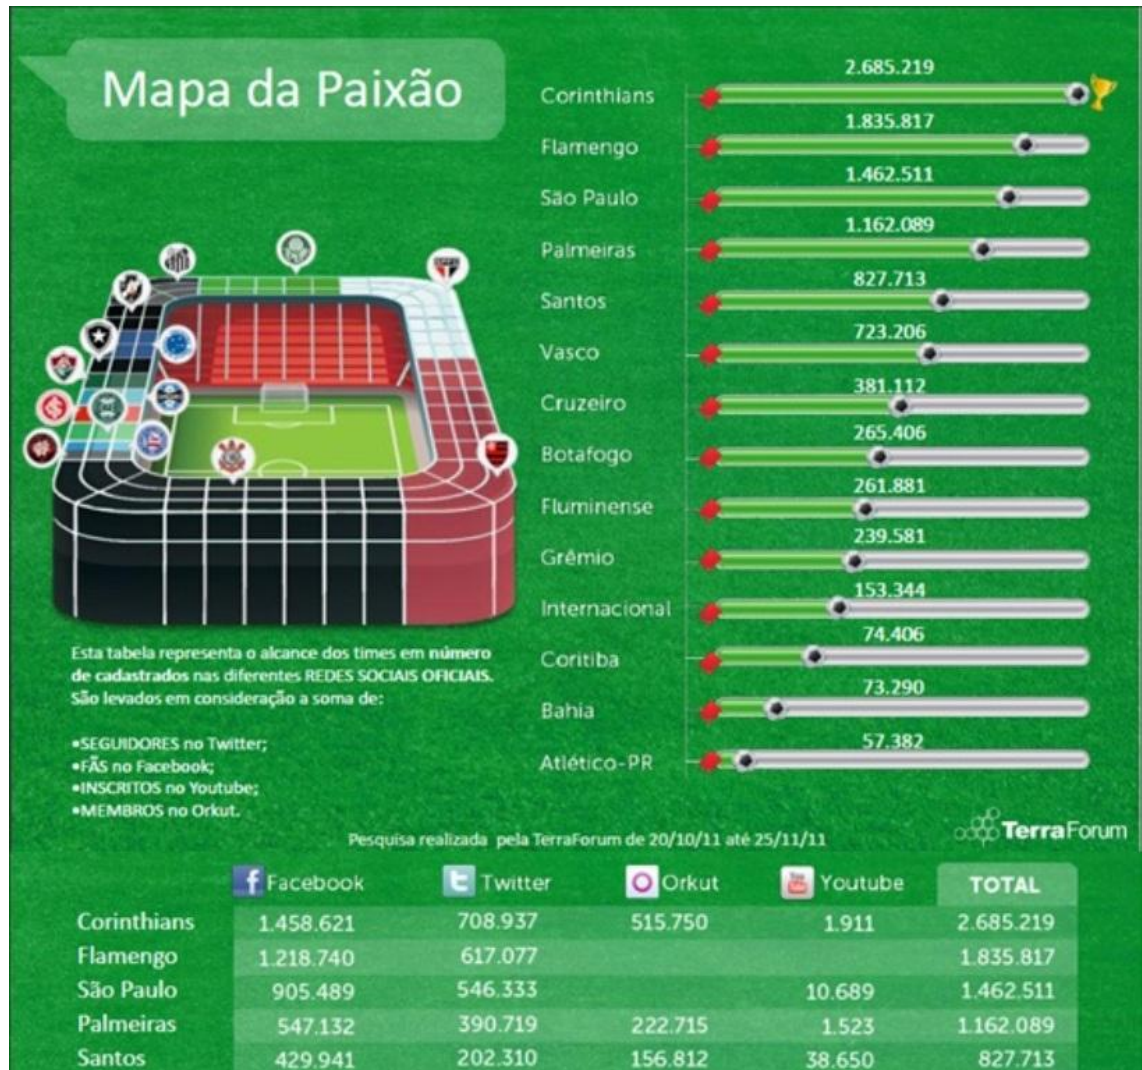 Mapa da Paixão
Corinthians 2.685.219
Flamengo 1.835.817
São Paulo 1.462.511
Palmeiras 1.162.089
Santos 827.713
Vasco 723.206
Cruzeiro 381.112
Botafogo 265.406
Fluminense 261.881
Grêmio 239.581
Internacional 153.344
Coritiba 74.406
Bahia 73.290
Atlético-PR 57.382
Esta tabela representa o alcance dos times em número
de cadastrados nas diferentes REDES SOCIAIS OFICIAIS.
São levados em consideração a soma de:
•SEGUIDORES no Twitter;
•FÃS no Facebook;
•INSCRITOS no Youtube;
•MEMBROS no Orkut.
Pesquisa realizada pela TerraForum de 20/10/11 até 25/11/11
TerraForum
Facebook Twitter Orkut Youtube TOTAL
Corinthians 1.458.621 708.937 515.750 1.911 2.685.219
Flamengo 1.218.740 617.077 1.835.817
São Paulo 905.489 546.333 10.689 1.462.511
Palmeiras 547.132 390.719 222.715 1.523 1.162.089
Santos 429.941 202.310 156.812 38.650 827.713